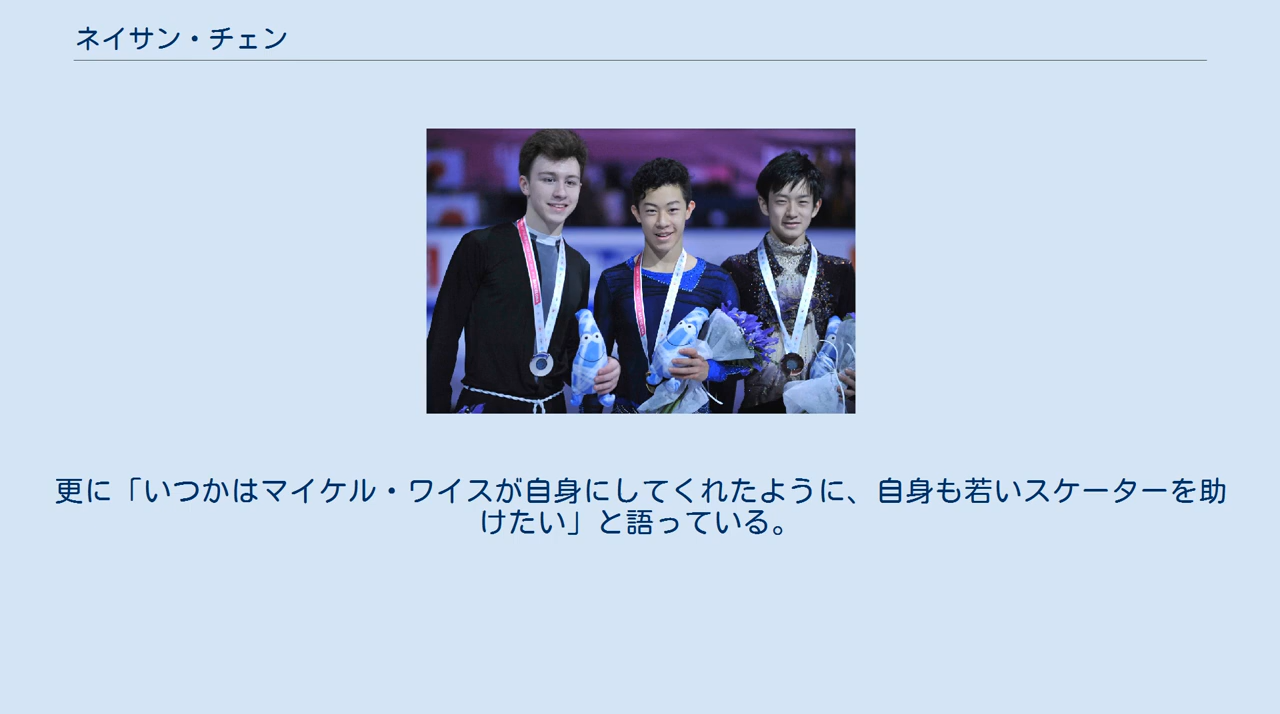 ネイサン・チェン
更に「いつかはマイケル・ワイスが自身にしてくれたように、自身も若いスケーターを助
けたい」と語っている。